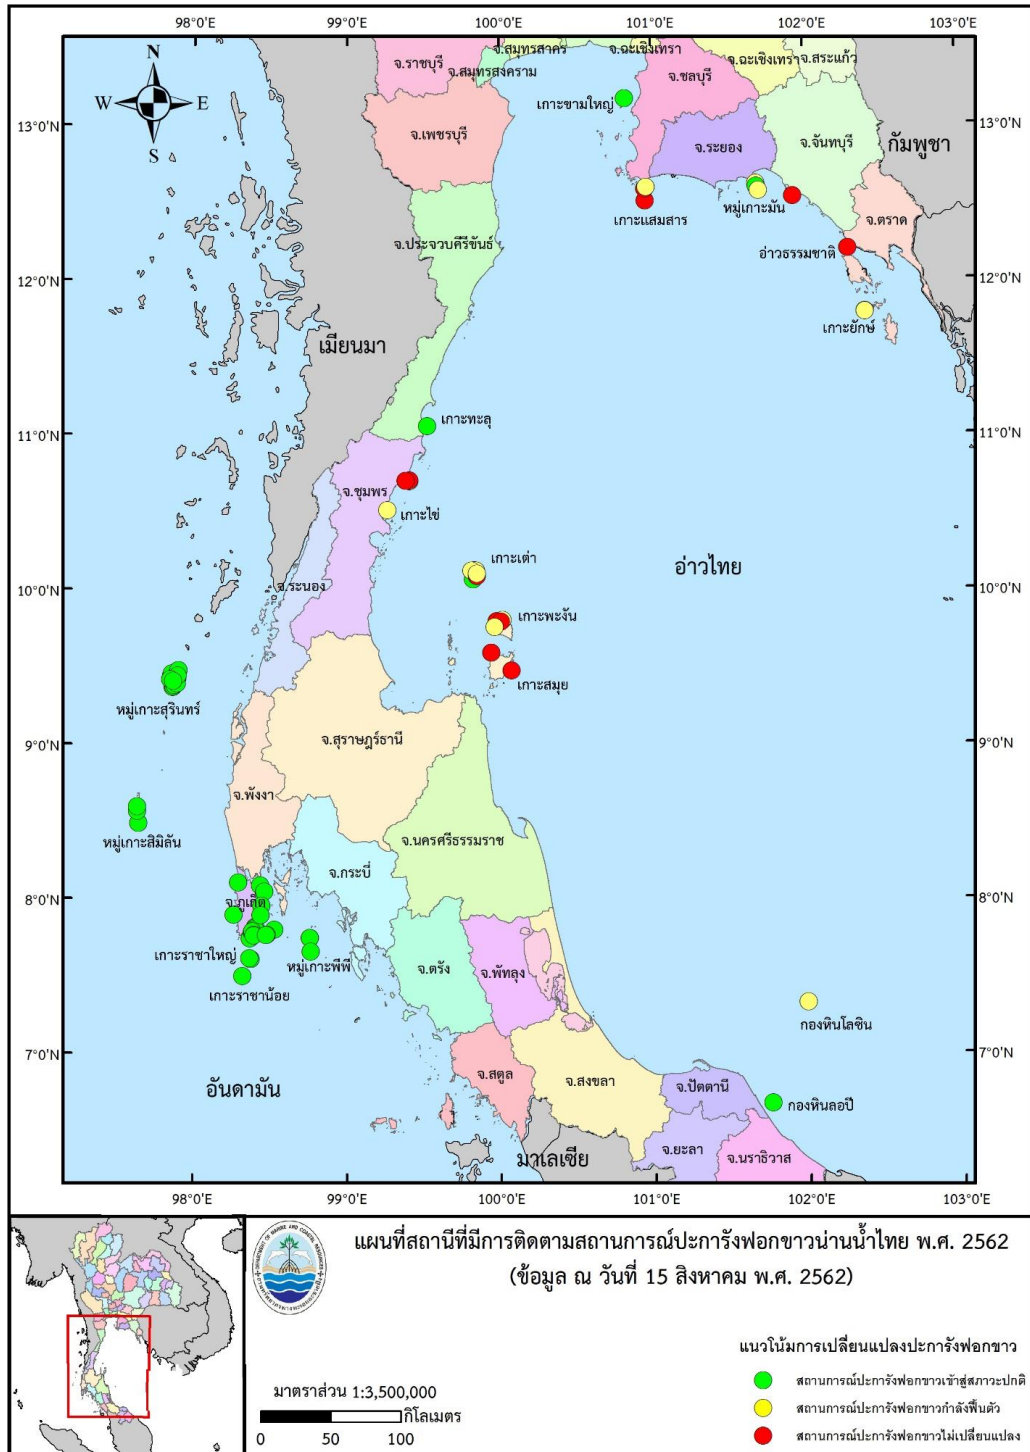 98°0'E 99°0'E 100°0'E 101°0'E 102°0'E 103°0'E
N
W E
S
จ.สมุทรสาคร
จ.ฉะเชิงเทรา
จ.ราชบุรี
จ.สมุทรสงคราม
จ.ชลบุรี
จ.ฉะเชิงเทรา
จ.สระแก้ว
เกาะขามใหญ่
13°0'N 13°0'N
จ.เพชรบุรี
จ.ระยอง
จ.จันทบุรี
กัมพูชา
เกาะแสมสาร
หมู่เกาะมัน
จ.ตราด
จ.ประจวบคีรีขันธ์
อ่าวธรรมชาติ
12°0'N 12°0'N
เกาะยักษ์
เมียนมา
เกาะทะลุ
11°0'N 11°0'N
จ.ชุมพร
เกาะไข่
เกาะเต่า
อ่าวไทย
จ.ระนอง
10°0'N 10°0'N
เกาะพะงัน
เกาะสมุย
หมู่เกาะสุรินทร์
จ.สุราษฎร์ธานี
9°0'N 9°0'N
จ.พังงา
หมู่เกาะสิมิลัน
จ.นครศรีธรรมราช
จ.กระบี่
8°0'N 8°0'N
จ.ภูเก็ต
เกาะราชาใหญ่
หมู่เกาะพีพี
จ.ตรัง
จ.พัทลุง
เกาะราชาน้อย
กองหินโลซิน
7°0'N 7°0'N
จ.สตูล
จ.สงขลา
จ.ปัตตานี
อันดามัน
กองหินลอปี
จ.ยะลา
จ.นราธิวาส
มาเลเซีย
98°0'E 99°0'E 100°0'E 101°0'E 102°0'E 103°0'E
แผนที่สถานีที่มีการติดตามสถานการณ์ปะการังฟอกขาวน่านน้ำไทย พ.ศ. 2562
(ข้อมูล ณ วันที่ 15 สิงหาคม พ.ศ. 2562)
แนวโน้มการเปลี่ยนแปลงปะการังฟอกขาว
สถานการณ์ปะการังฟอกขาวเข้าสู่สภาวะปกติ
สถานการณ์ปะการังฟอกขาวกำลังฟื้นตัว
สถานการณ์ปะการังฟอกขาวไม่เปลี่ยนแปลง
มาตราส่วน 1:3,500,000
กิโลเมตร
0 50 100